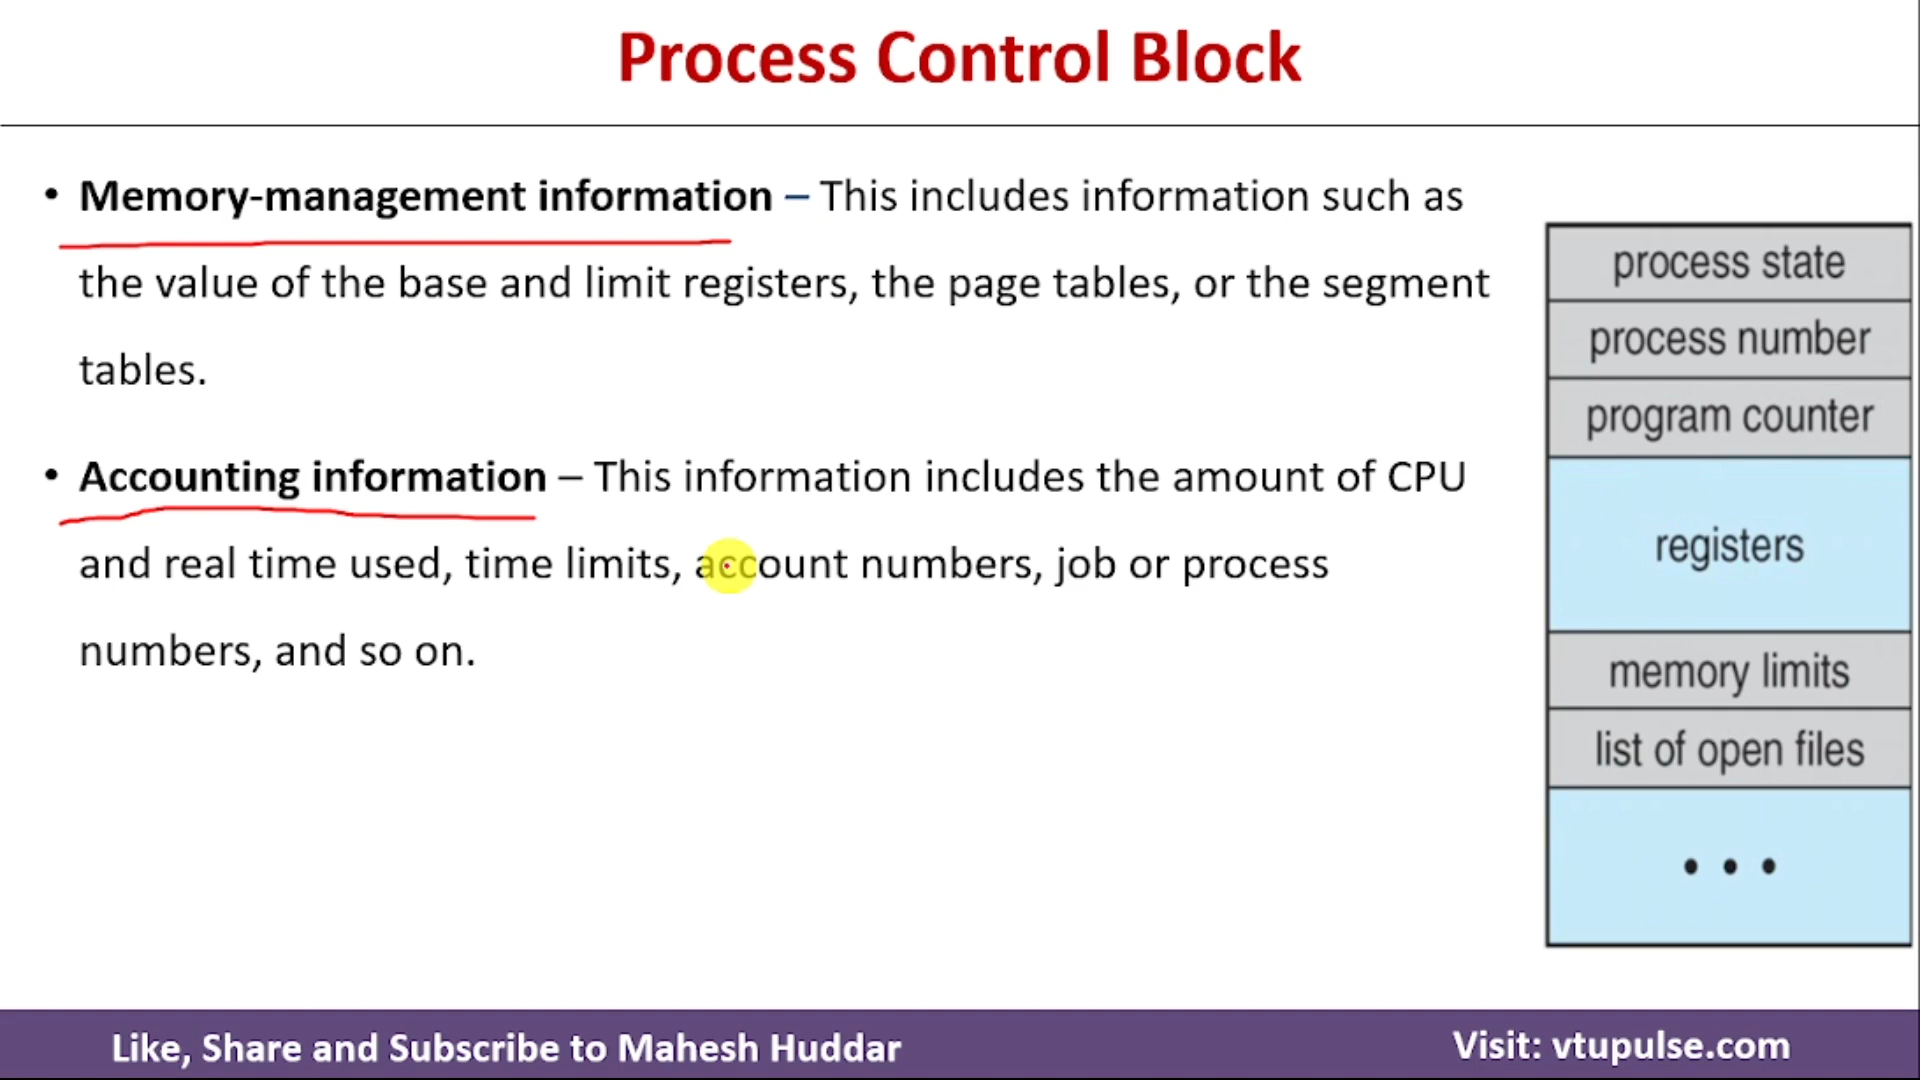 Process Control Block
• Memory-management information – This includes information such as
the value of the base and limit registers, the page tables, or the segment
tables.
• Accounting information – This information includes the amount of CPU
and real time used, time limits, account numbers, job or process
numbers, and so on.
process state
process number
program counter
registers
memory limits
list of open files
• • •
Like, Share and Subscribe to Mahesh Huddar
Visit: vtupulse.com